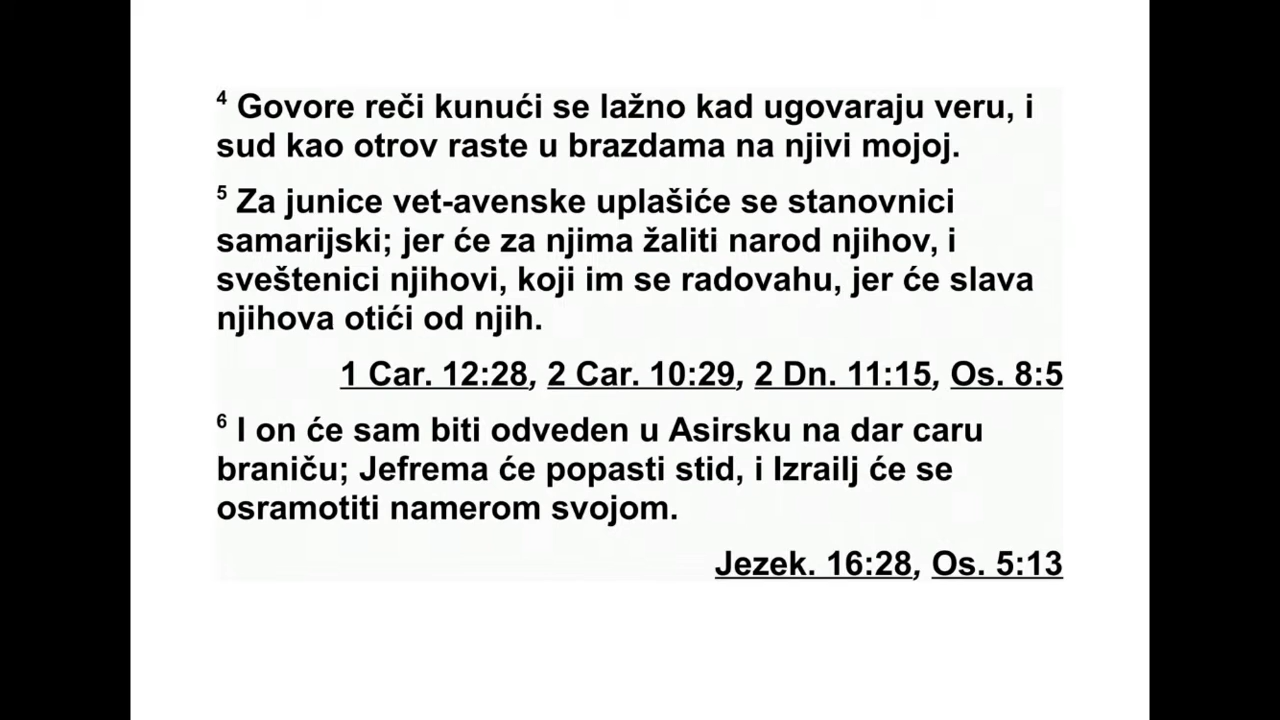 4 Govore reči kunući se lažno kad ugovaraju veru, i
sud kao otrov raste u brazdama na njivi mojoj.
5 Za junice vet-avenske uplašiće se stanovnici
samarijski; jer će za njima žaliti narod njihov, i
sveštenici njihovi, koji im se radovahu, jer će slava
njihova otići od njih.
1 Car. 12:28, 2 Car. 10:29, 2 Dn. 11:15, Os. 8:5
6 I on će sam biti odveden u Asirsku na dar caru
braniču; Jefrema će popasti stid, i Izrailj će se
osramotiti namerom svojom.
Jezek. 16:28, Os. 5:13